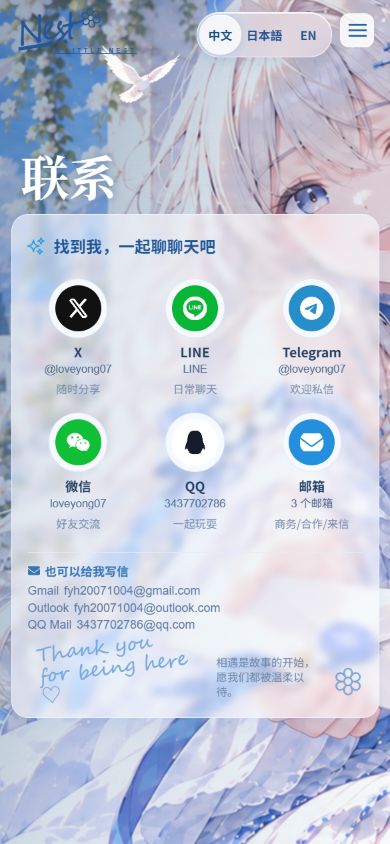 Nest
LITTLE NEST
中文 日本語 EN
联系
找到我，一起聊聊天吧
X LINE Telegram
@loveyong07 LINE @loveyong07
随时分享 日常聊天 欢迎私信
微信 QQ 邮箱
loveyong07 3437702786 3 个邮箱
好友交流 一起玩耍 商务/合作/来信
也可以给我写信
Gmail fyh20071004@gmail.com
Outlook fyh20071004@outlook.com
QQ Mail 3437702786@qq.com
Thank you
for being here
♡
相遇是故事的开始，
愿我们都被温柔以
待。